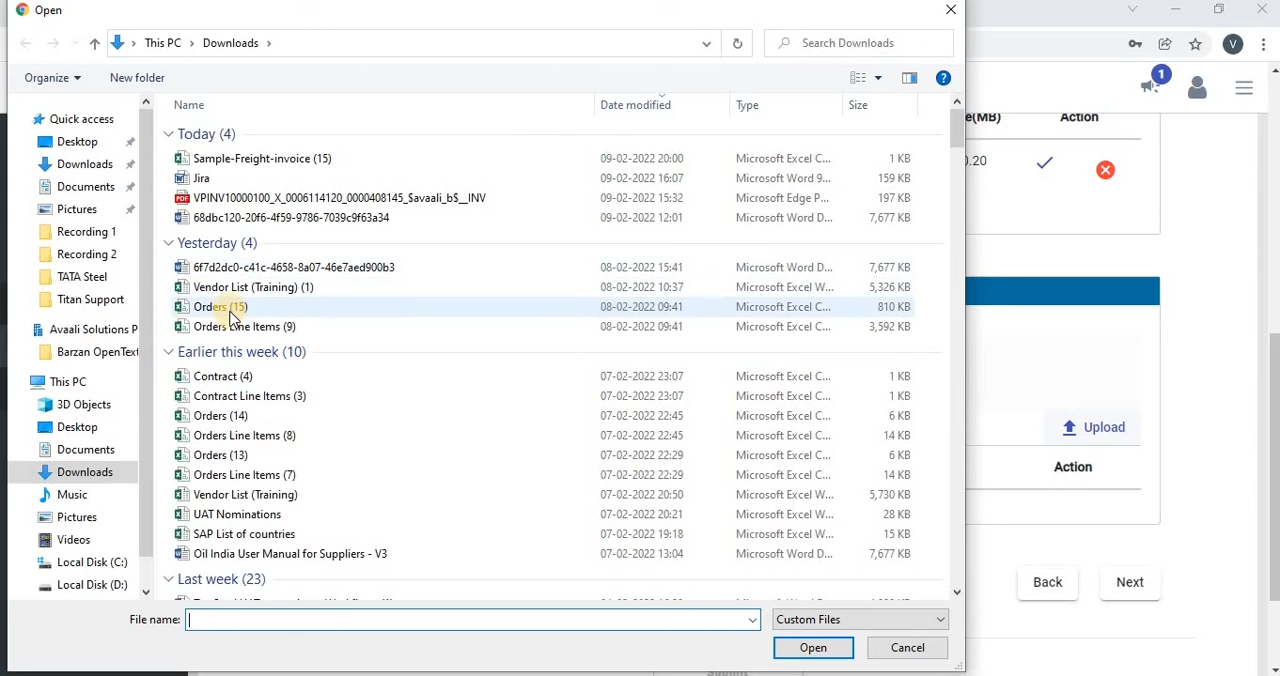 Open
This PC > Downloads >
Search Downloads
V
Organize
New folder
?
1
Quick access
Desktop
Downloads
Documents
Pictures
Recording 1
Recording 2
TATA Steel
Titan Support
Avaali Solutions P
Barzan OpenText
This PC
3D Objects
Desktop
Documents
Downloads
Music
Pictures
Videos
Local Disk (C:)
Local Disk (D:)
Name Date modified Type Size
Today (4)
Sample-Freight-invoice (15) 09-02-2022 20:00 Microsoft Excel C... 1 KB
Jira 09-02-2022 16:07 Microsoft Word 9... 159 KB
VPINV10000100_X_0006114120_0000408145_$avaali_b$__INV 09-02-2022 15:32 Microsoft Edge P... 197 KB
68dbc120-20f6-4f59-9786-7039c9f63a34 09-02-2022 12:01 Microsoft Word D... 7,677 KB
Yesterday (4)
6f7d2dc0-c41c-4658-8a07-46e7aed900b3 08-02-2022 15:41 Microsoft Word D... 7,677 KB
Vendor List (Training) (1) 08-02-2022 10:37 Microsoft Excel W... 5,326 KB
Orders (15) 08-02-2022 09:41 Microsoft Excel C... 810 KB
Orders Line Items (9) 08-02-2022 09:41 Microsoft Excel C... 3,592 KB
Earlier this week (10)
Contract (4) 07-02-2022 23:07 Microsoft Excel C... 1 KB
Contract Line Items (3) 07-02-2022 23:07 Microsoft Excel C... 1 KB
Orders (14) 07-02-2022 22:45 Microsoft Excel C... 6 KB
Orders Line Items (8) 07-02-2022 22:45 Microsoft Excel C... 14 KB
Orders (13) 07-02-2022 22:29 Microsoft Excel C... 6 KB
Orders Line Items (7) 07-02-2022 22:29 Microsoft Excel C... 14 KB
Vendor List (Training) 07-02-2022 20:50 Microsoft Excel W... 5,730 KB
UAT Nominations 07-02-2022 20:21 Microsoft Excel W... 28 KB
SAP List of countries 07-02-2022 19:18 Microsoft Excel W... 15 KB
Oil India User Manual for Suppliers - V3 07-02-2022 13:04 Microsoft Word D... 7,677 KB
Last week (23)
File name:
Custom Files
Open
Cancel
e(MB) Action
0.20
Upload
Action
Back
Next